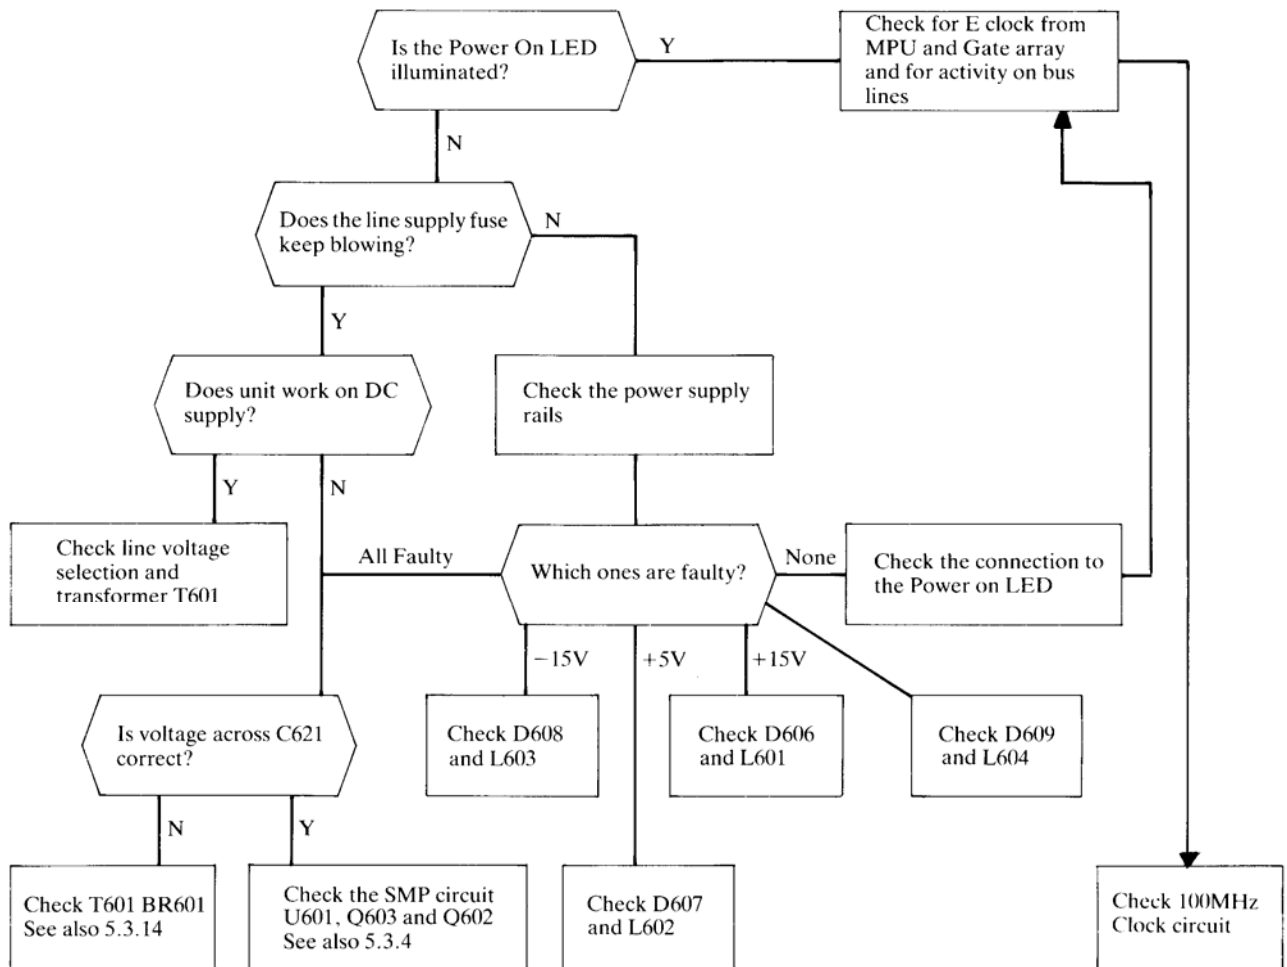 Is the Power On LED
illuminated?
Y
Check for E clock from
MPU and Gate array
and for activity on bus
lines
N
Does the line supply fuse
keep blowing?
N
Y
Does unit work on DC
supply?
Check the power supply
rails
Y
N
Check line voltage
selection and
transformer T601
All Faulty
Which ones are faulty?
None
Check the connection to
the Power on LED
−15V
+5V
+15V
Is voltage across C621
correct?
Check D608
and L603
Check D606
and L601
Check D609
and L604
N
Y
Check T601 BR601
See also 5.3.14
Check the SMP circuit
U601, Q603 and Q602
See also 5.3.4
Check D607
and L602
Check 100MHz
Clock circuit